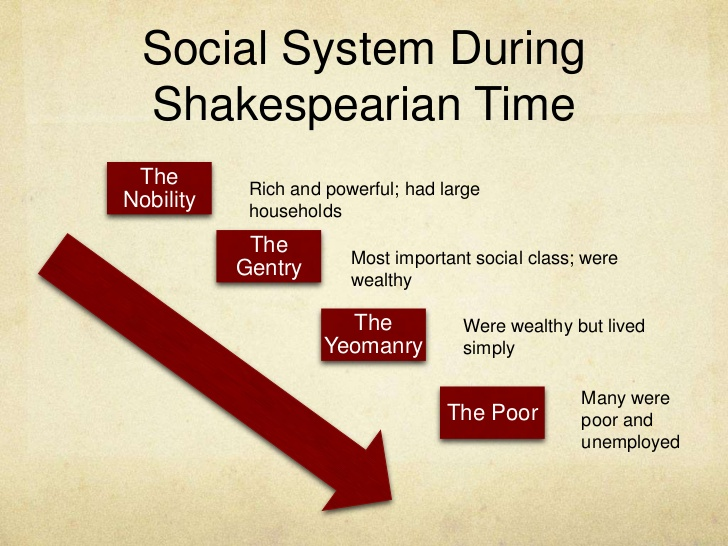 Social System During
Shakespearian Time
The
Nobility
Rich and powerful; had large
households
The
Gentry
Most important social class; were
wealthy
The
Yeomanry
Were wealthy but lived
simply
The Poor
Many were
poor and
unemployed